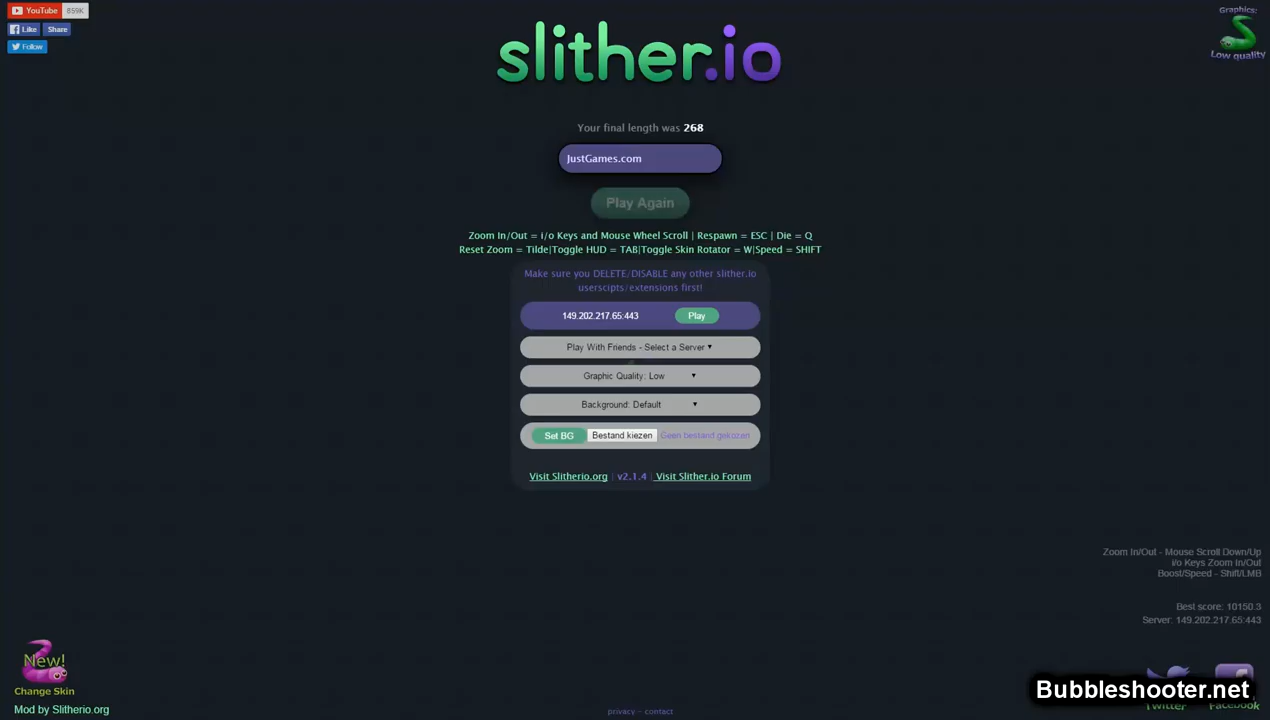 YouTube 859K
Like Share
Follow
Graphics:
Low quality
slither.io
Your final length was 268
JustGames.com
Play Again
Zoom In/Out = i/o Keys and Mouse Wheel Scroll | Respawn = ESC | Die = Q
Reset Zoom = Tilde|Toggle HUD = TAB|Toggle Skin Rotator = W|Speed = SHIFT
Make sure you DELETE/DISABLE any other slither.io
userscipts/extensions first!
149.202.217.65:443 Play
Play With Friends - Select a Server
Graphic Quality: Low
Background: Default
Set BG Bestand kiezen Geen bestand gekozen
Visit Slitherio.org | v2.1.4 | Visit Slither.io Forum
Zoom In/Out - Mouse Scroll Down/Up
i/o Keys Zoom In/Out
Boost/Speed - Shift/LMB
Best score: 10150.3
Server: 149.202.217.65:443
New!
Change Skin
Mod by Slitherio.org
Bubbleshooter.net
Twitter Facebook
privacy - contact